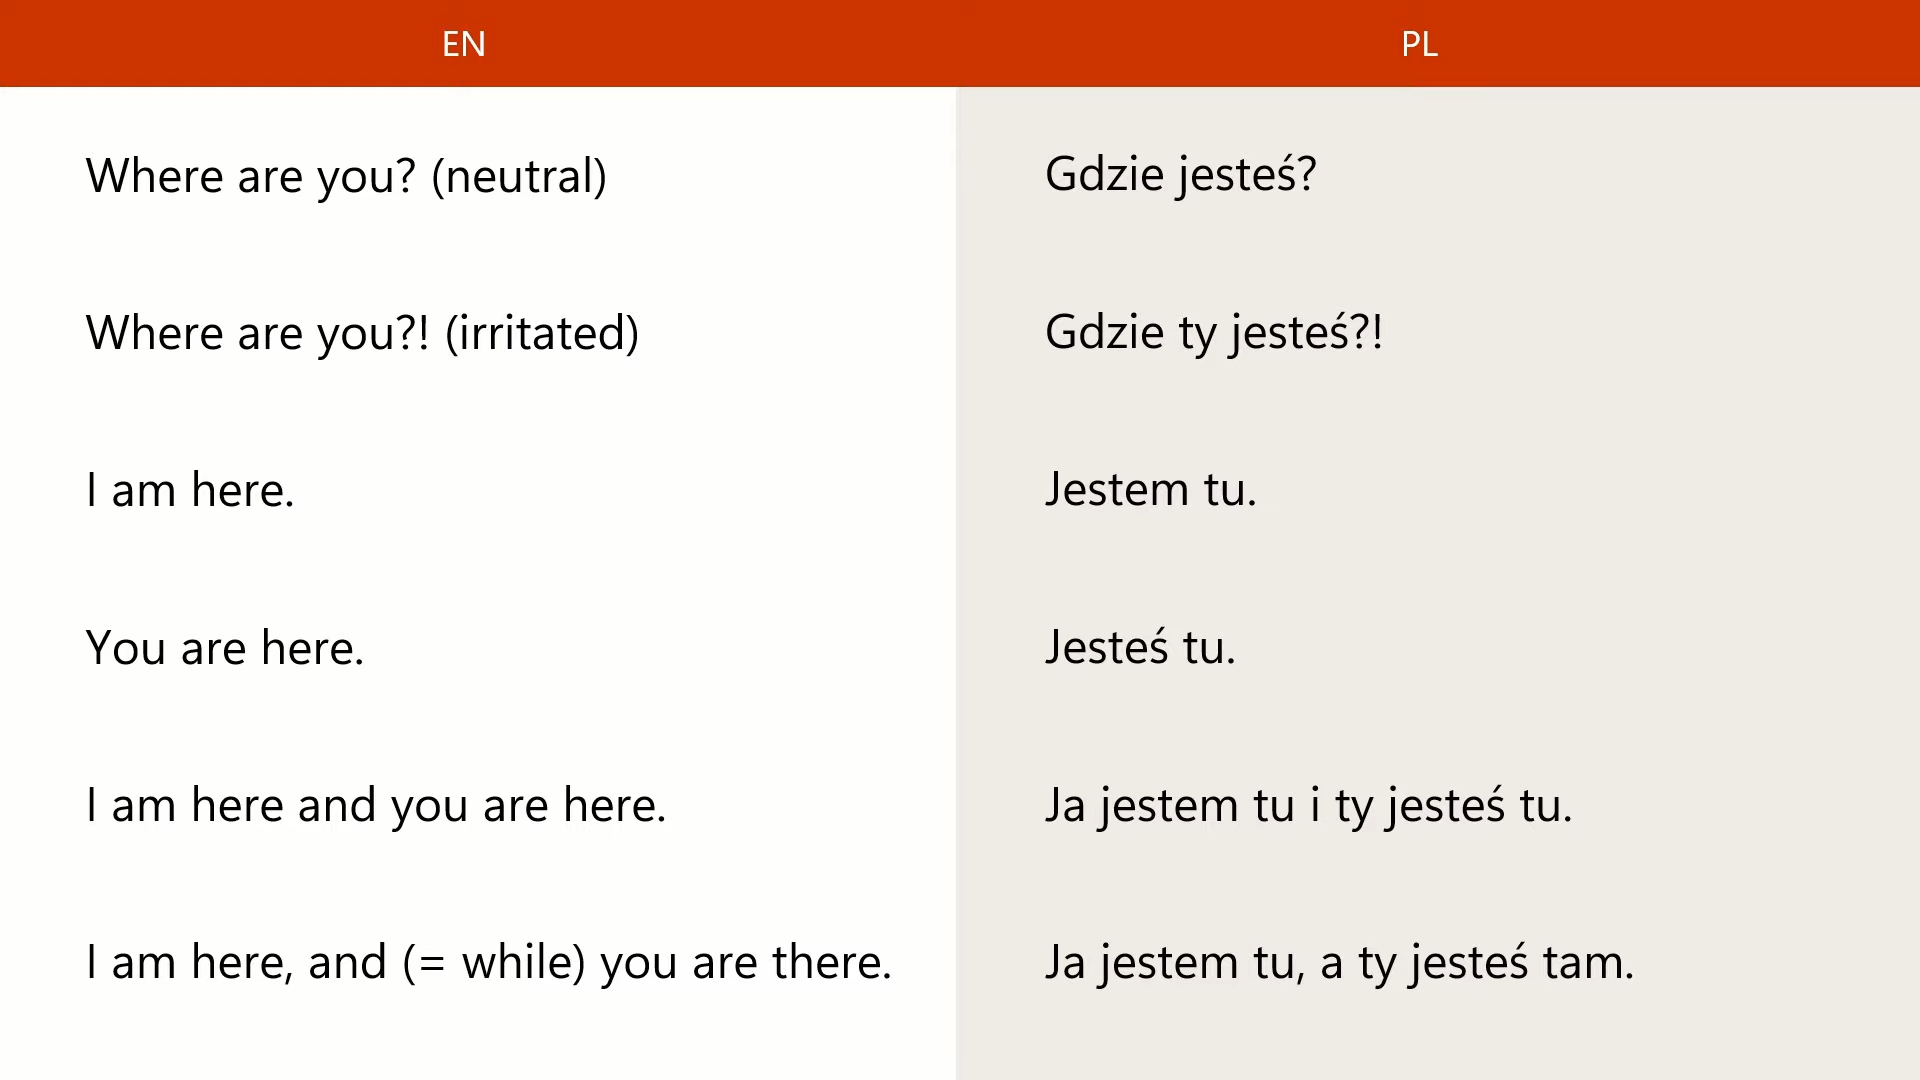 EN PL
Where are you? (neutral) Gdzie jesteś?
Where are you?! (irritated) Gdzie ty jesteś?!
I am here. Jestem tu.
You are here. Jesteś tu.
I am here and you are here. Ja jestem tu i ty jesteś tu.
I am here, and (= while) you are there. Ja jestem tu, a ty jesteś tam.